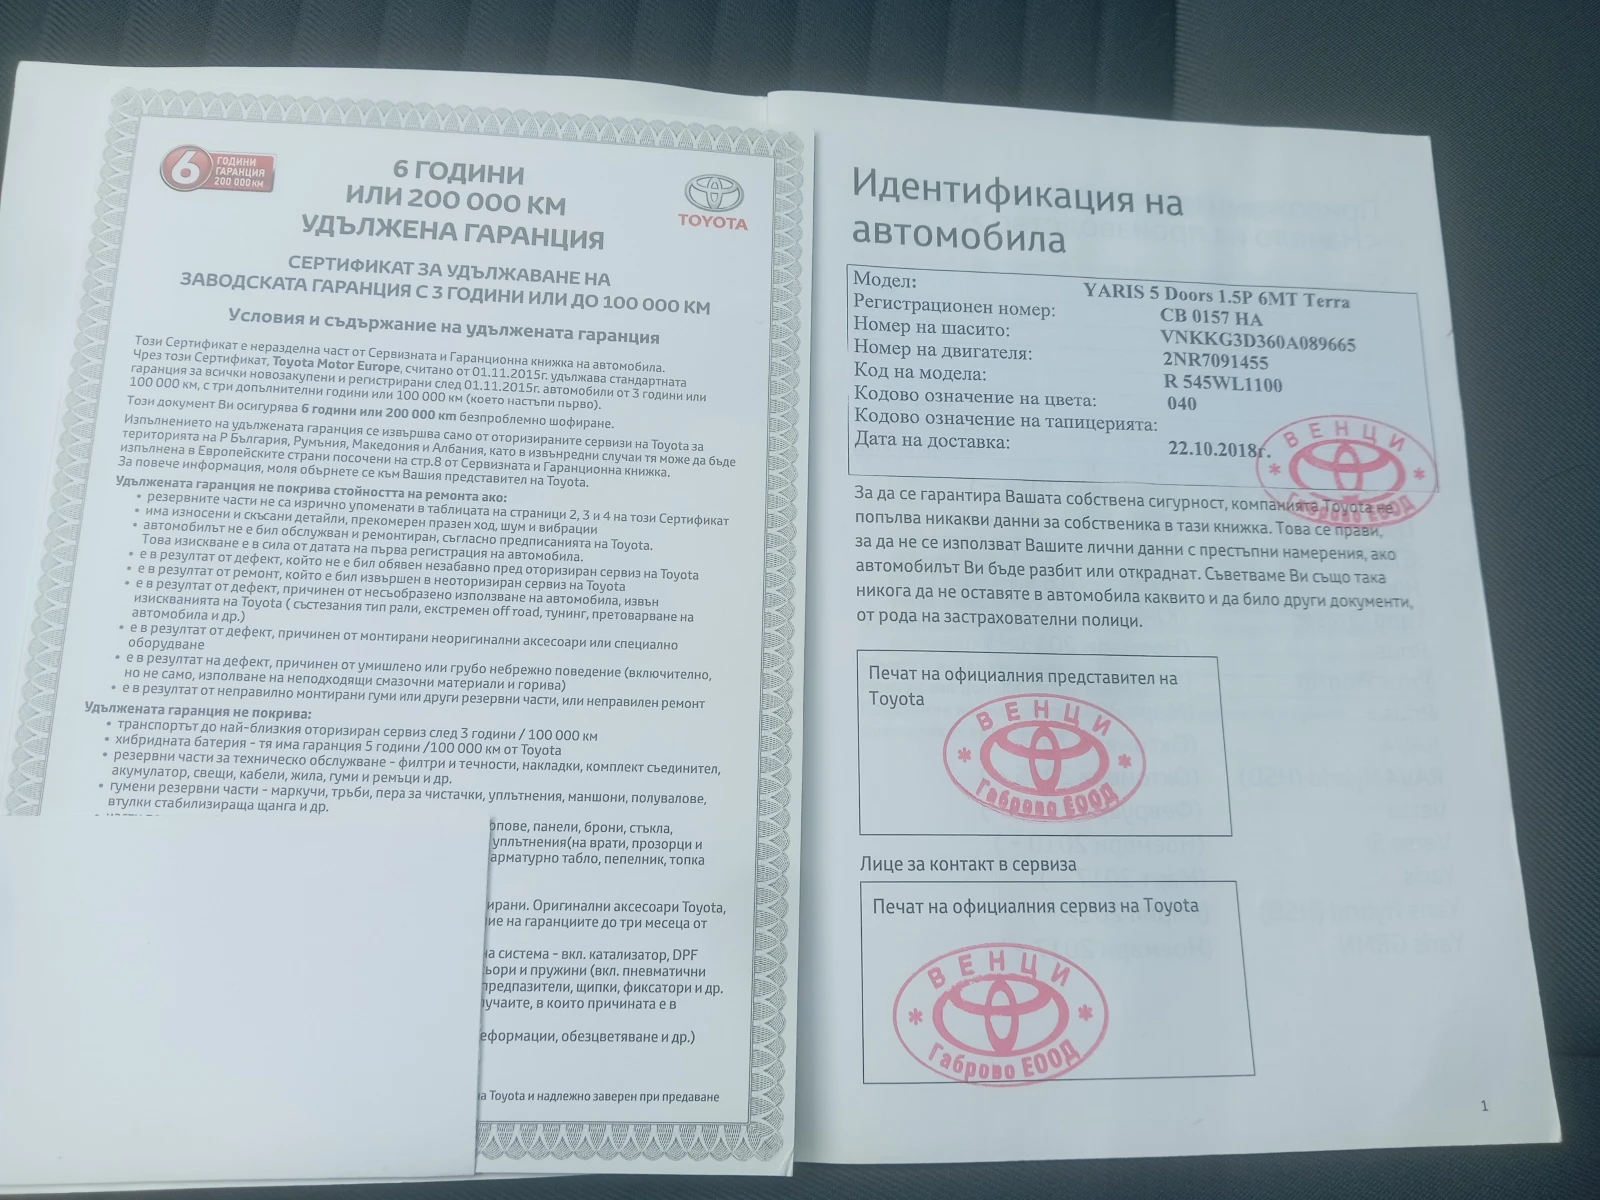 6
ГОДИНИ
ГАРАНЦИЯ
200 000 КМ
6 ГОДИНИ
ИЛИ 200 000 КМ
УДЪЛЖЕНА ГАРАНЦИЯ
TOYOTA
СЕРТИФИКАТ ЗА УДЪЛЖАВАНЕ НА
ЗАВОДСКАТА ГАРАНЦИЯ С 3 ГОДИНИ ИЛИ ДО 100 000 КМ
Условия и съдържание на удължената гаранция
Този Сертификат е неразделна част от Сервизната и Гаранционна книжка на автомобила.
Чрез този Сертификат, Toyota Motor Europe, считано от 01.11.2015г. удължава стандартната
гаранция за всички новозакупени и регистрирани след 01.11.2015г. автомобили от 3 години или
100 000 км, с три допълнителни години или 100 000 км (което настъпи първо).
Този документ Ви осигурява 6 години или 200 000 km безпроблемно шофиране.
Изпълнението на удължената гаранция се извършва само от оторизираните сервизи на Toyota за
територията на Р България, Румъния, Македония и Албания, като в извънредни случаи тя може да бъде
изпълнена в Европейските страни посочени на стр.8 от Сервизната и Гаранционна книжка.
За повече информация, моля обърнете се към Вашия представител на Toyota.
Удължената гаранция не покрива стойността на ремонта ако:
• резервните части не са изрично упоменати в таблицата на страници 2, 3 и 4 на този Сертификат
• има износени и скъсани детайли, прекомерен празен ход, шум и вибрации
• автомобилът не е бил обслужван и ремонтиран, съгласно предписанията на Toyota.
Това изискване е в сила от датата на първа регистрация на автомобила.
• е в резултат от дефект, който не е бил обявен незабавно пред оторизиран сервиз на Toyota
• е в резултат от ремонт, който е бил извършен в неоторизиран сервиз на Toyota
• е в резултат от дефект, причинен от несъобразено използване на автомобила, извън
изискванията на Toyota ( състезания тип рали, екстремен off road, тунинг, претоварване на
автомобила и др.)
• е в резултат от дефект, причинен от монтирани неоригинални аксесоари или специално
оборудване
• е в резултат на дефект, причинен от умишлено или грубо небрежно поведение (включително,
но не само, изполване на неподходящи смазочни материали и горива)
• е в резултат от неправилно монтирани гуми или други резервни части, или неправилен ремонт
Удължената гаранция не покрива:
• транспортът до най-близкия оторизиран сервиз след 3 години / 100 000 км
• хибридната батерия - тя има гаранция 5 години /100 000 км от Toyota
• резервни части за техническо обслужване - филтри и течности, накладки, комплект съединител,
акумулатор, свещи, кабели, жила, гуми и ремъци и др.
• гумени резервни части - маркучи, тръби, пера за чистачки, уплътнения, маншони, полувалове,
втулки стабилизираща щанга и др.
панели, брони, стъкла,
уплътнения(на врати, прозорци и
арматурно табло, пепелник, топка
Оригинални аксесоари Toyota,
на гаранциите до три месеца от
система - вкл. катализатор, DPF
и пружини (вкл. пневматични
предпазители, щипки, фиксатори и др.
в които причината е в
обезцветяване и др.)
Toyota и надлежно заверен при предаване
Идентификация на
автомобила
Модел: YARIS 5 Doors 1.5P 6MT Terra
Регистрационен номер: CB 0157 HA
Номер на шасито: VNKKG3D360A089665
Номер на двигателя: 2NR7091455
Код на модела: R 545WL1100
Кодово означение на цвета: 040
Кодово означение на тапицерията:
Дата на доставка: 22.10.2018г.
ВЕНЦИ
Габрово ЕООД
За да се гарантира Вашата собствена сигурност, компанията Toyota не
попълва никакви данни за собственика в тази книжка. Това се прави,
за да не се използват Вашите лични данни с престъпни намерения, ако
автомобилът Ви бъде разбит или откраднат. Съветваме Ви също така
никога да не оставяте в автомобила каквито и да било други документи,
от рода на застрахователни полици.
Печат на официалния представител на
Toyota
ВЕНЦИ
Габрово ЕООД
Лице за контакт в сервиза
Печат на официалния сервиз на Toyota
ВЕНЦИ
Габрово ЕООД
1